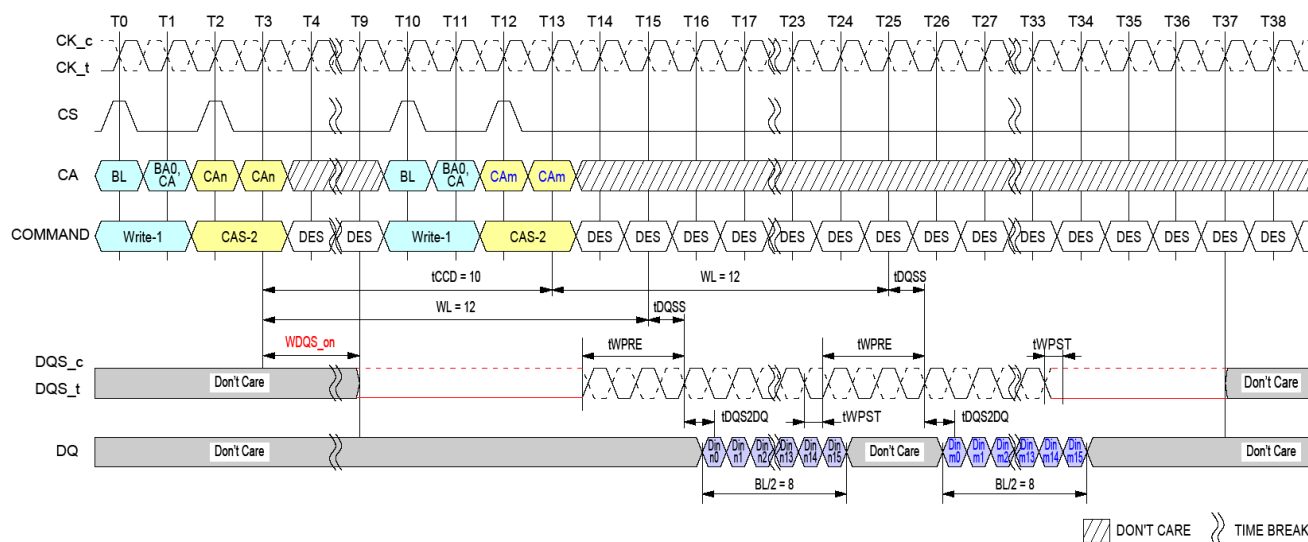 T0 T1 T2 T3 T4 T9 T10 T11 Ta12 T13 T14 T15 T16 T17 T23 T24 T25 T26 T27 T33 T34 T35 T36 T37 T38
CK_c
CK_t
CS
CA BL BA0, CA CAn CAn BL BA0, CA CAm CAm
COMMAND Write-1 CAS-2 DES DES Write-1 CAS-2 DES DES DES DES DES DES DES DES DES DES DES DES DES DES DES
tCCD = 10 WL = 12 tDQSS
WL = 12 tDQSS
WDQS_on tWPRE tWPRE tWPST
DQS_c
DQS_t Don't Care Don't Care
tDQS2DQ tWPST tDQS2DQ
DQ Don't Care Din n0 Din n1 Din n2 Din n13 Din n14 Din n15 Don't Care Din m0 Din m1 Din m2 Din m13 Din m14 Din m15 Don't Care
BL/2 = 8 BL/2 = 8
DON'T CARE TIME BREAK